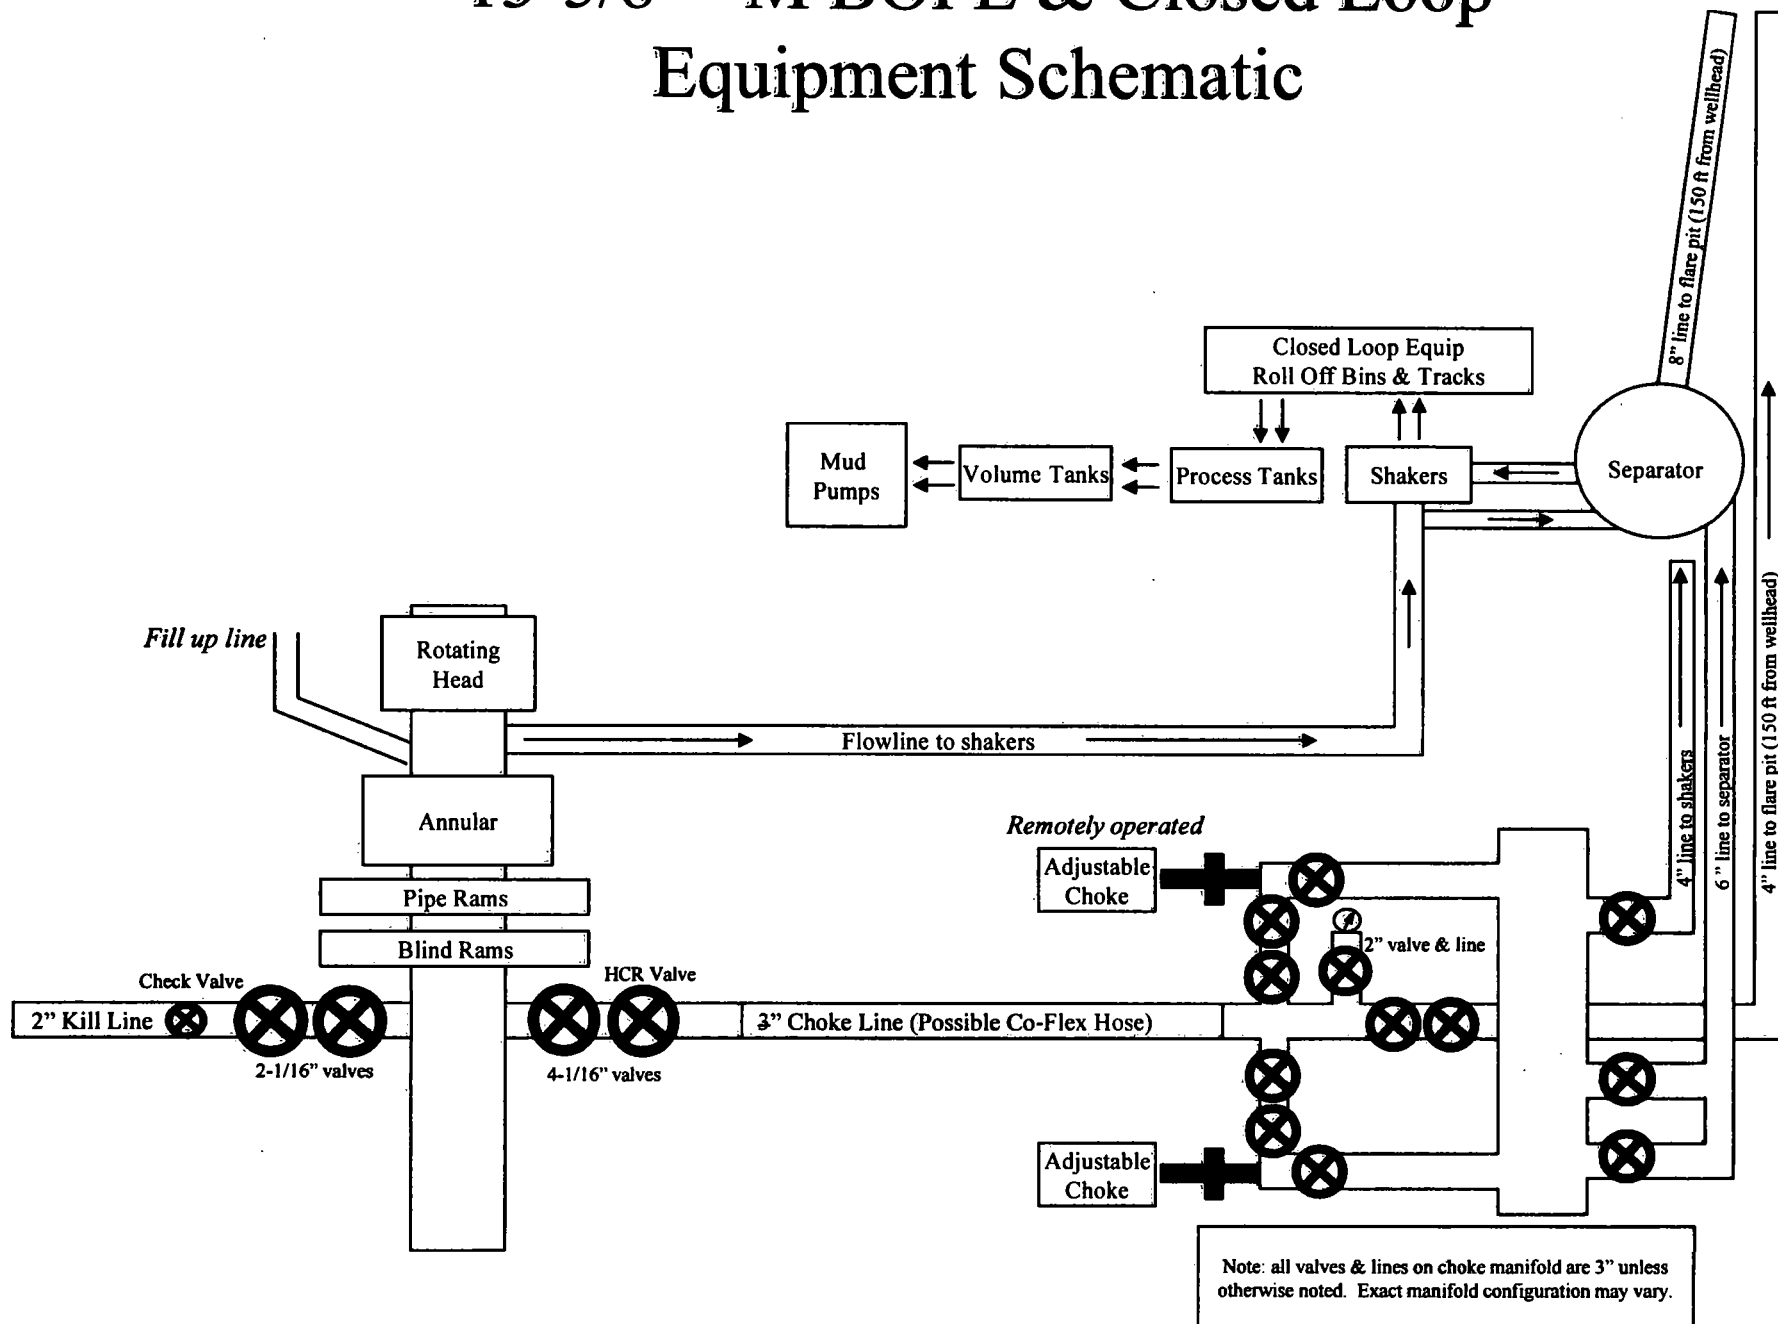 M BOPE & Closed Loop
Equipment Schematic
8" line to flare pit (150 ft from wellhead)
Closed Loop Equip
Roll Off Bins & Tracks
Mud
Pumps
Volume Tanks
Process Tanks
Shakers
Separator
Fill up line
Rotating
Head
Flowline to shakers
Annular
Remotely operated
Adjustable
Choke
Pipe Rams
Blind Rams
2" valve & line
4" line to shakers
6" line to separator
4" line to flare pit (150 ft from wellhead)
Check Valve
HCR Valve
2" Kill Line
3" Choke Line (Possible Co-Flex Hose)
2-1/16" valves
4-1/16" valves
Adjustable
Choke
Note: all valves & lines on choke manifold are 3" unless
otherwise noted. Exact manifold configuration may vary.